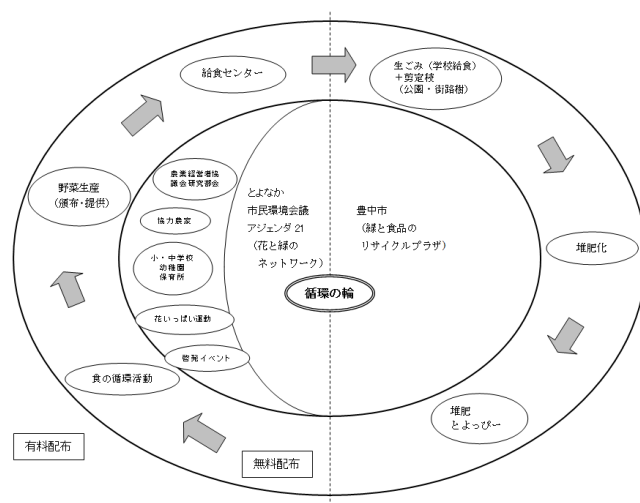 給食センター
生ごみ（学校給食）
＋剪定枝
（公園・街路樹）
農業経営者協
議会研究部会
野菜生産
（頒布・提供）
とよなか
市民環境会議
アジェンダ 21
（花と緑の
ネットワーク）
豊中市
（緑と食品の
リサイクルプラザ）
協力農家
堆肥化
小・中学校
幼稚園
保育所
循環の輪
花いっぱい運動
啓発イベント
食の循環活動
堆肥
とよっぴー
有料配布
無料配布